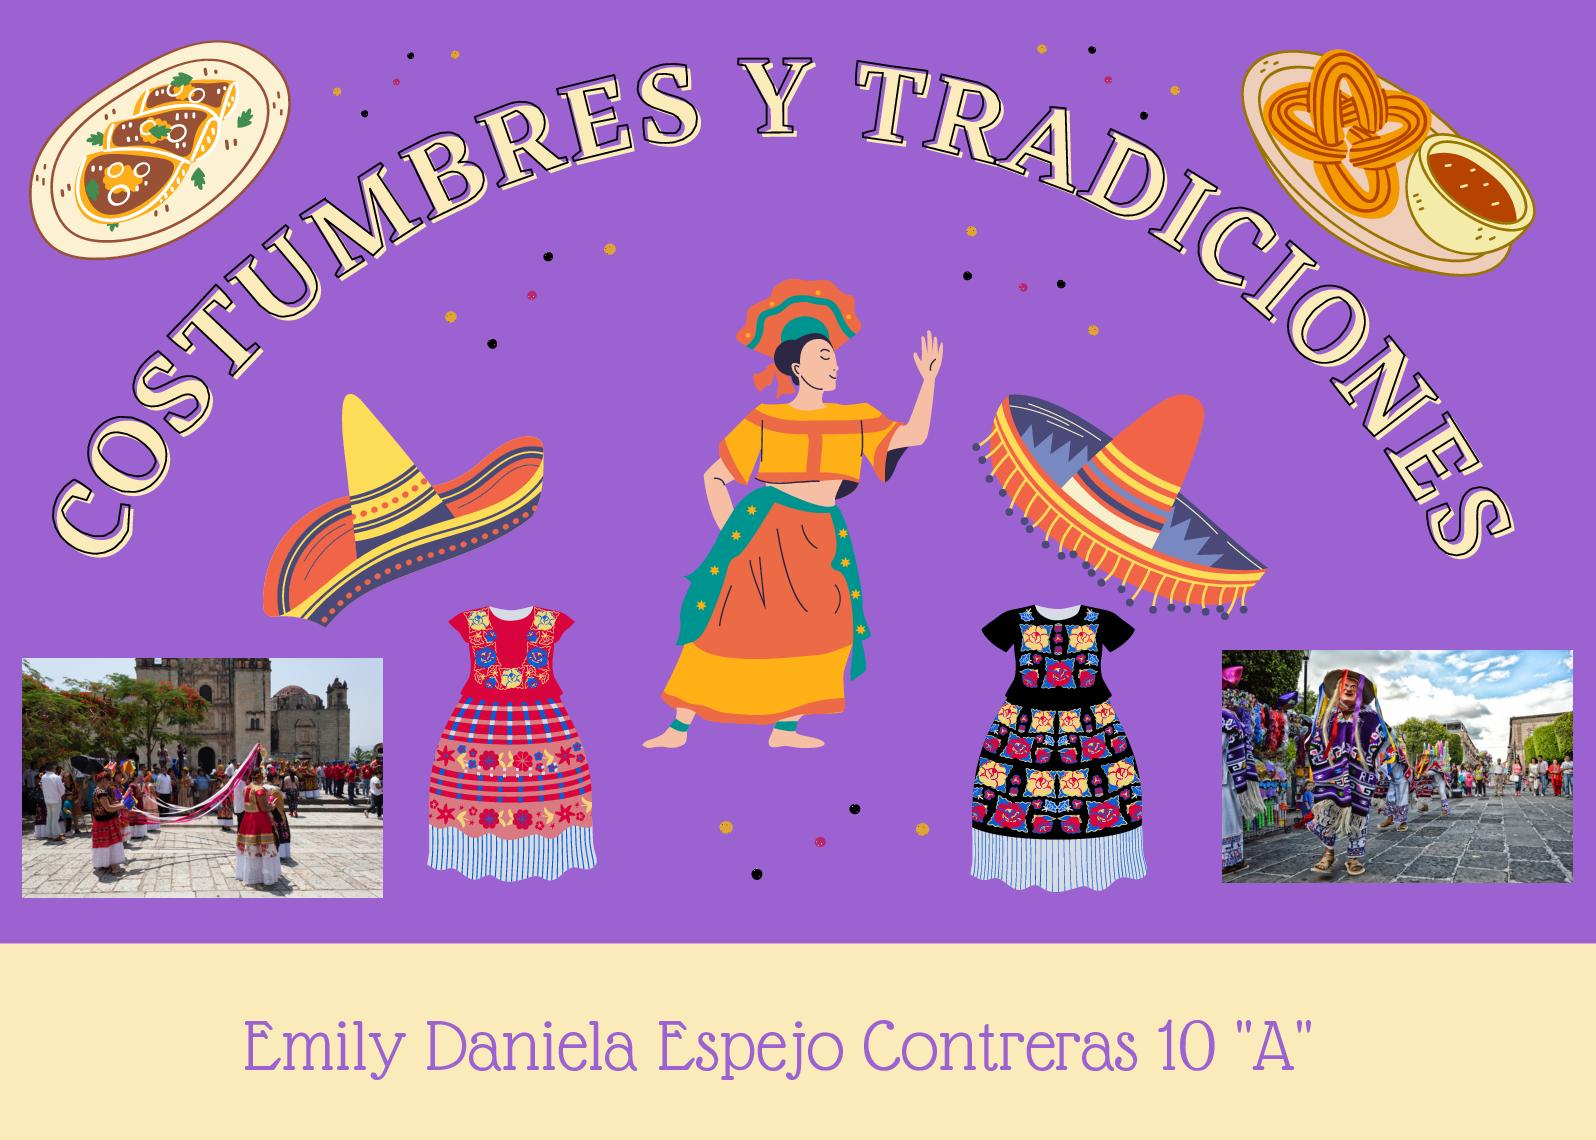 COSTUMBRES Y TRADICIONES
Emily Daniela Espejo Contreras 10 "A"